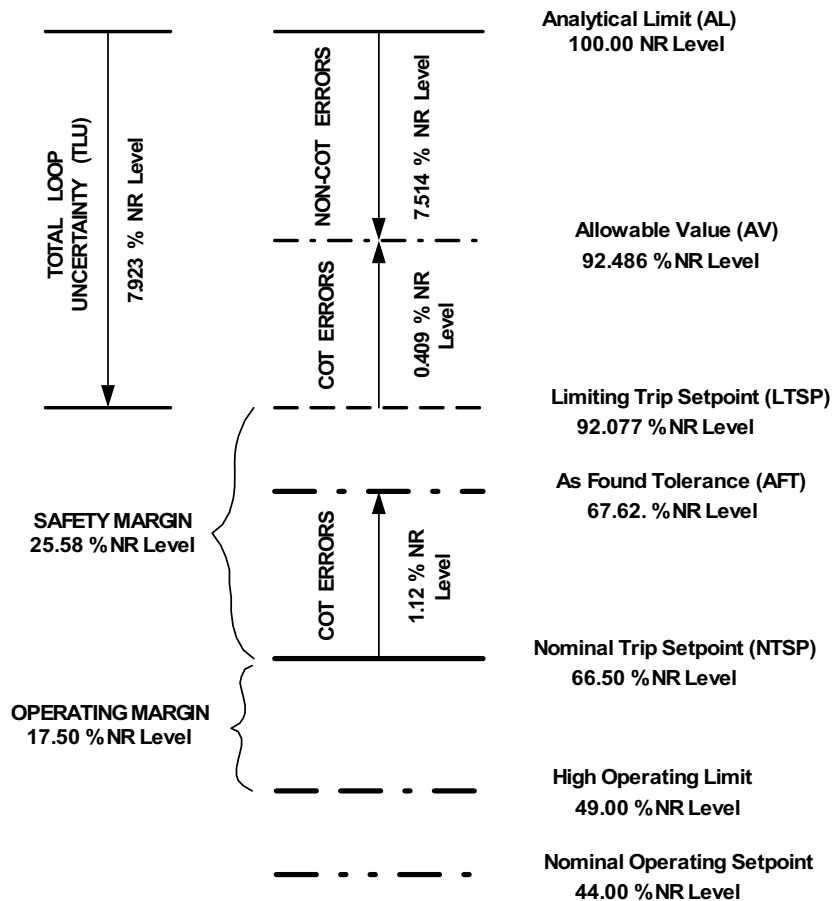 Analytical Limit (AL)
100.00 NR Level
TOTAL LOOP
UNCERTAINTY (TLU)
7.923 % NR Level
NON-COT ERRORS
7.514 % NR Level
Allowable Value (AV)
92.486 %NR Level
COT ERRORS
0.409 % NR
Level
Limiting Trip Setpoint (LTSP)
92.077 %NR Level
As Found Tolerance (AFT)
67.62. %NR Level
SAFETY MARGIN
25.58 %NR Level
COT ERRORS
1.12 % NR
Level
Nominal Trip Setpoint (NTSP)
66.50 %NR Level
OPERATING MARGIN
17.50 %NR Level
High Operating Limit
49.00 %NR Level
Nominal Operating Setpoint
44.00 %NR Level